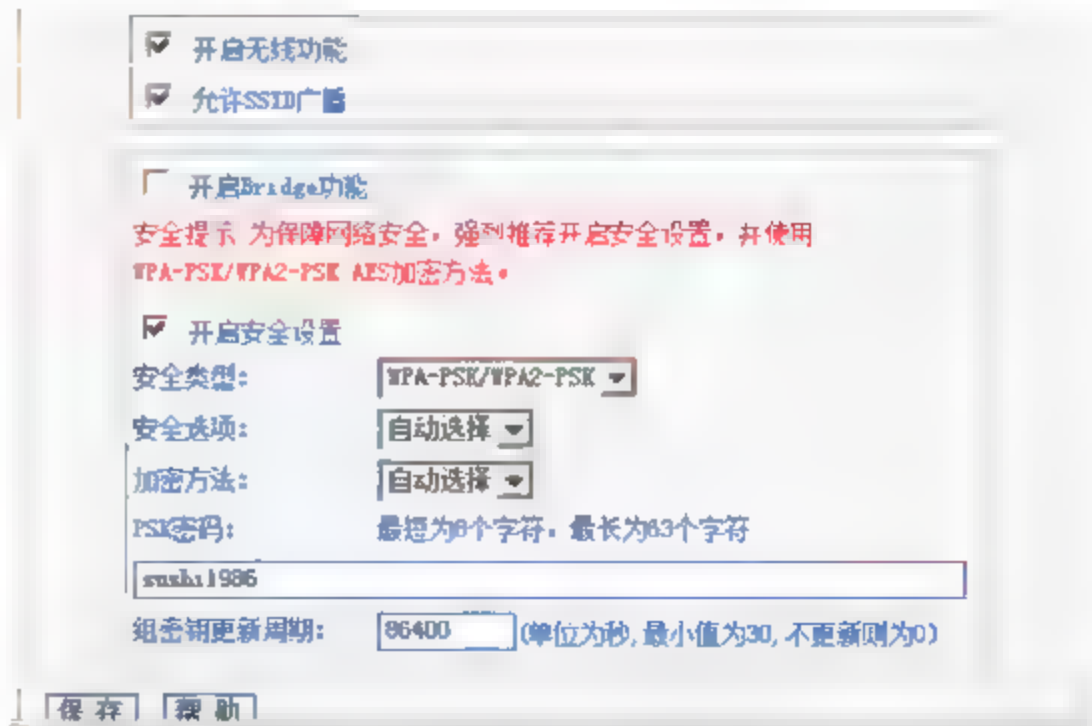 开启无线功能
允许SSID广播
开启Bridge功能
安全提示 为保障网络安全，强烈推荐开启安全设置，并使用
WPA-PSK/WPA2-PSK AES加密方法。
开启安全设置
安全类型： WPA-PSK/WPA2-PSK
安全选项： 自动选择
加密方法： 自动选择
PSK密码： 最短为8个字符，最长为63个字符
组密钥更新周期： 86400 (单位为秒,最小值为30,不更新则为0)
保 存 帮 助